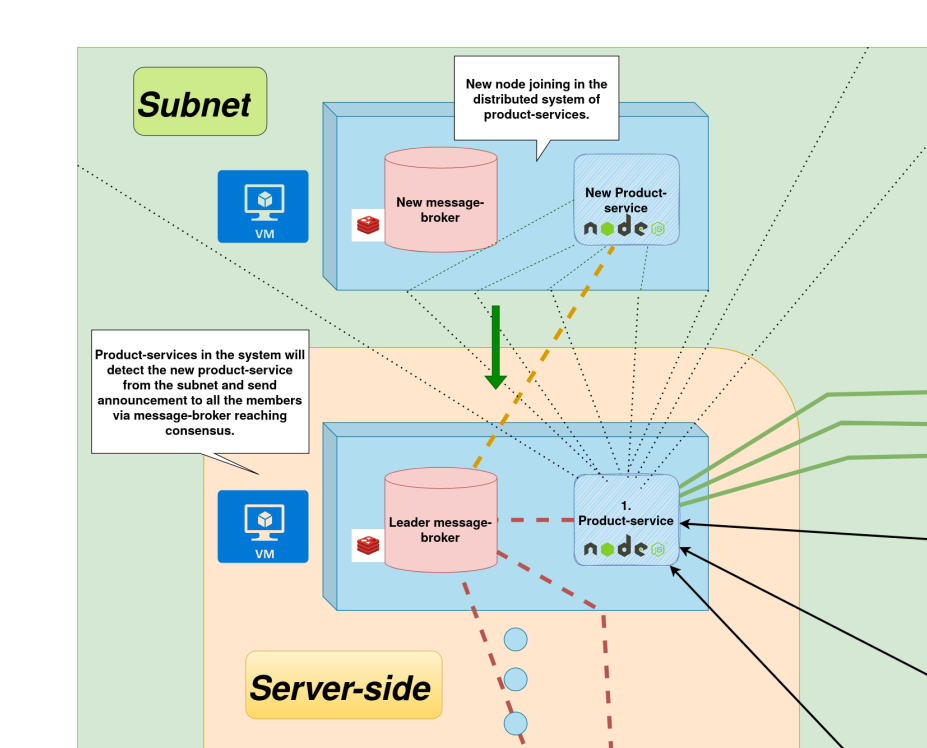 Subnet
New node joining in the
distributed system of
product-services.
New message-
broker
New Product-
service
node
JS
VM
Product-services in the system will
detect the new product-service
from the subnet and send
announcement to all the members
via message-broker reaching
consensus.
Leader message-
broker
1.
Product-service
node
JS
VM
Server-side